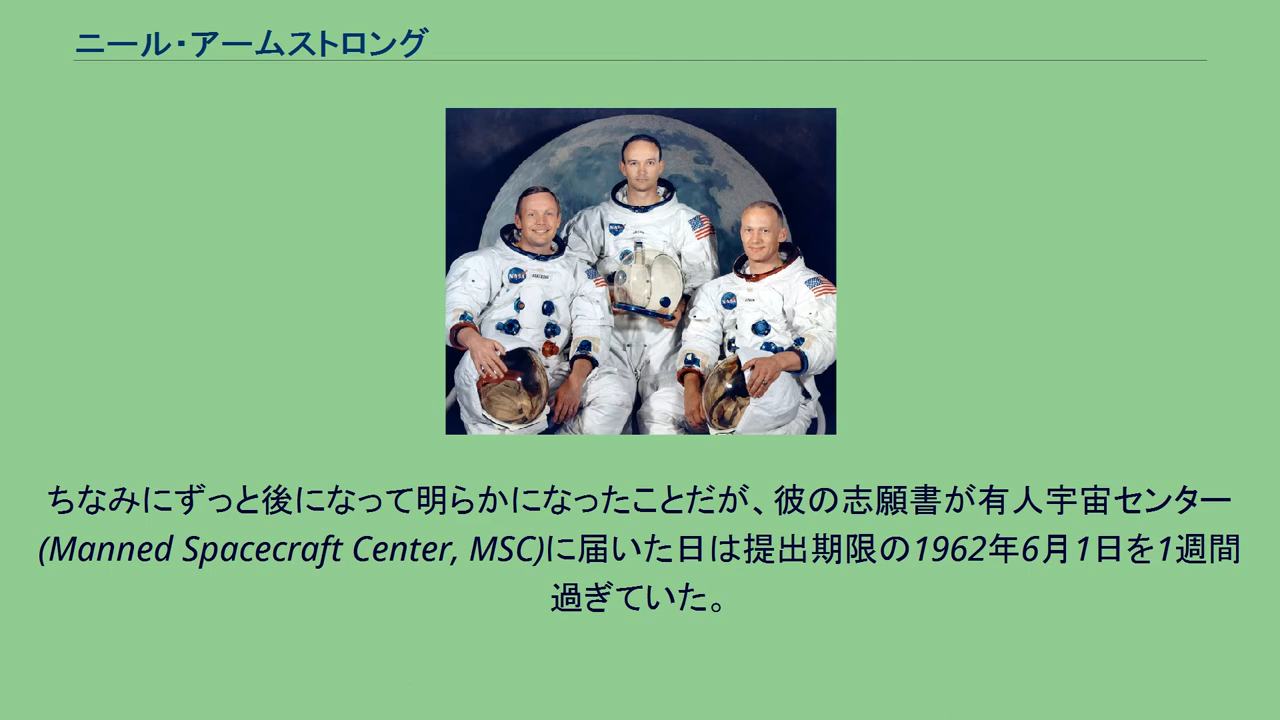 ニール・アームストロング
NASA
NASA
NASA
ちなみにずっと後になって明らかになったことだが、彼の志願書が有人宇宙センター
(Manned Spacecraft Center, MSC)に届いた日は提出期限の1962年6月1日を1週間
過ぎていた。